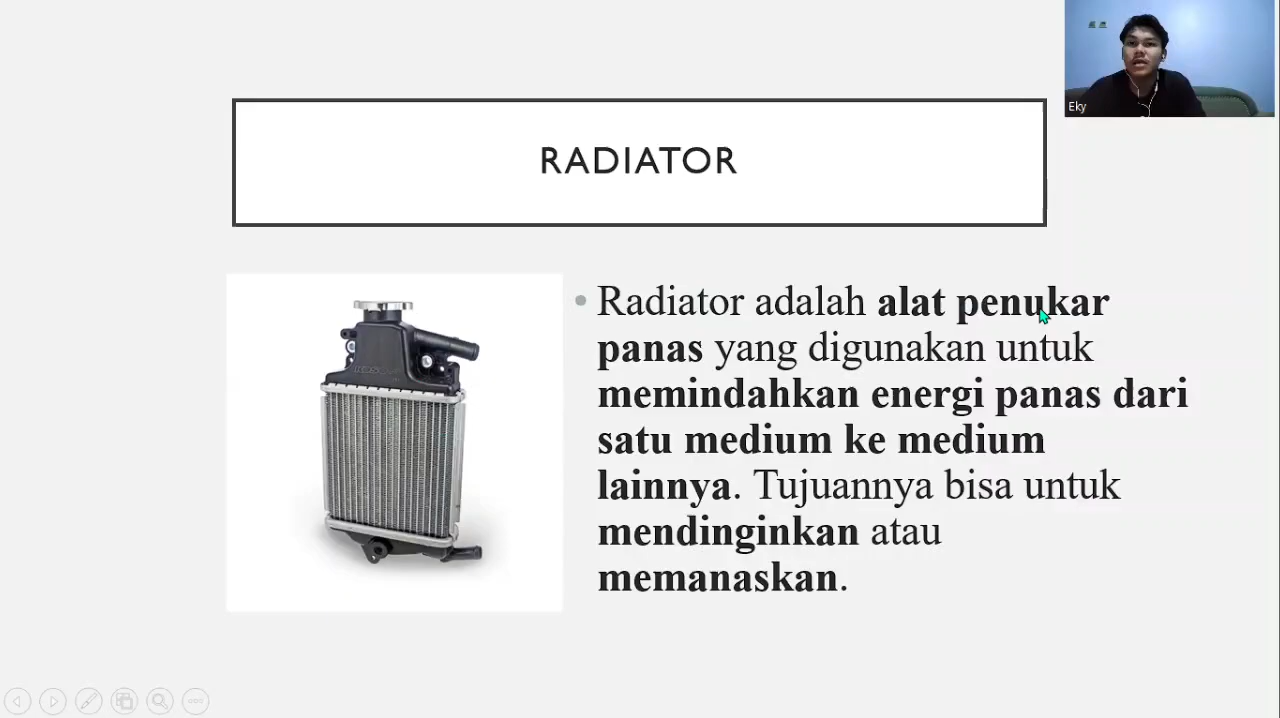 Eky
RADIATOR
• Radiator adalah alat penukar
panas yang digunakan untuk
memindahkan energi panas dari
satu medium ke medium
lainnya. Tujuannya bisa untuk
mendinginkan atau
memanaskan.